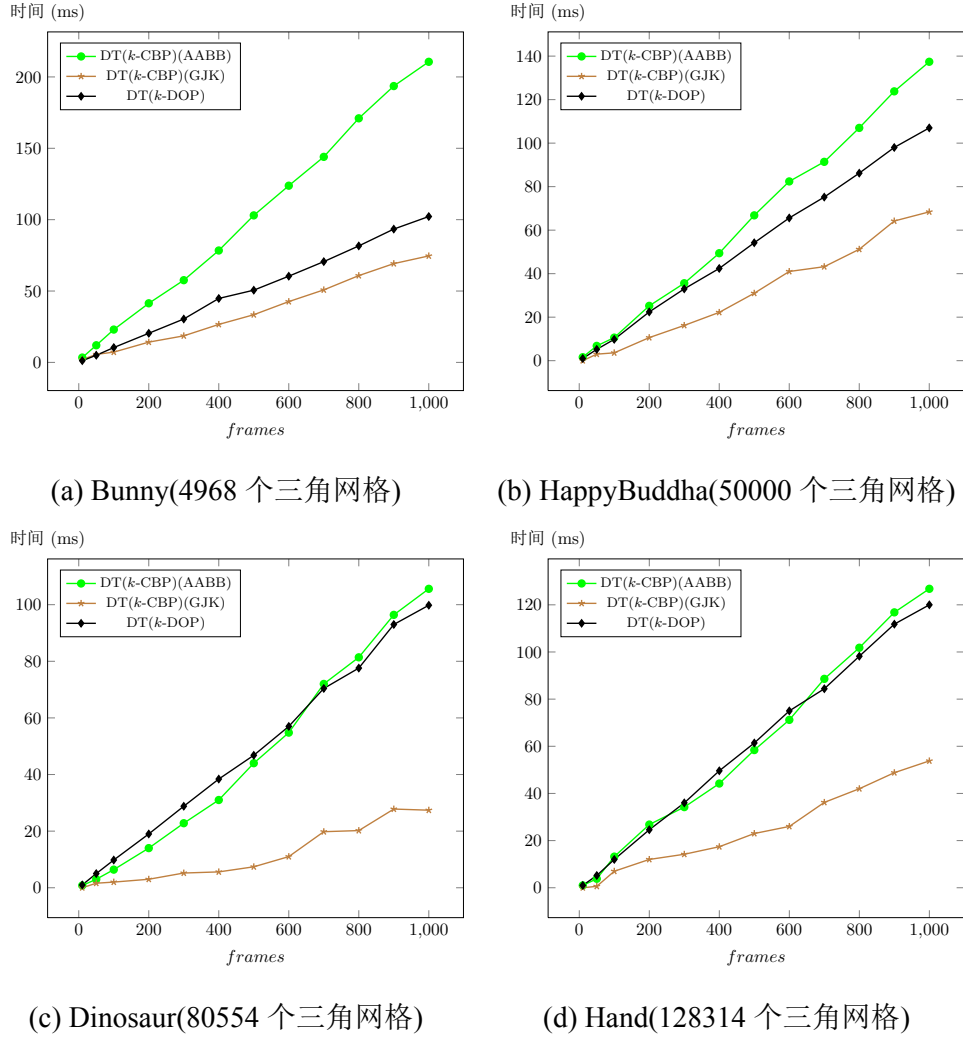 时间 (ms)
DT(k-CBP)(AABB)
DT(k-CBP)(GJK)
DT(k-DOP)
200
150
100
50
0
0 200 400 600 800 1,000
frames
(a) Bunny(4968 个三角网格)
时间 (ms)
DT(k-CBP)(AABB)
DT(k-CBP)(GJK)
DT(k-DOP)
140
120
100
80
60
40
20
0
0 200 400 600 800 1,000
frames
(b) HappyBuddha(50000 个三角网格)
时间 (ms)
DT(k-CBP)(AABB)
DT(k-CBP)(GJK)
DT(k-DOP)
100
80
60
40
20
0
0 200 400 600 800 1,000
frames
(c) Dinosaur(80554 个三角网格)
时间 (ms)
DT(k-CBP)(AABB)
DT(k-CBP)(GJK)
DT(k-DOP)
120
100
80
60
40
20
0
0 200 400 600 800 1,000
frames
(d) Hand(128314 个三角网格)